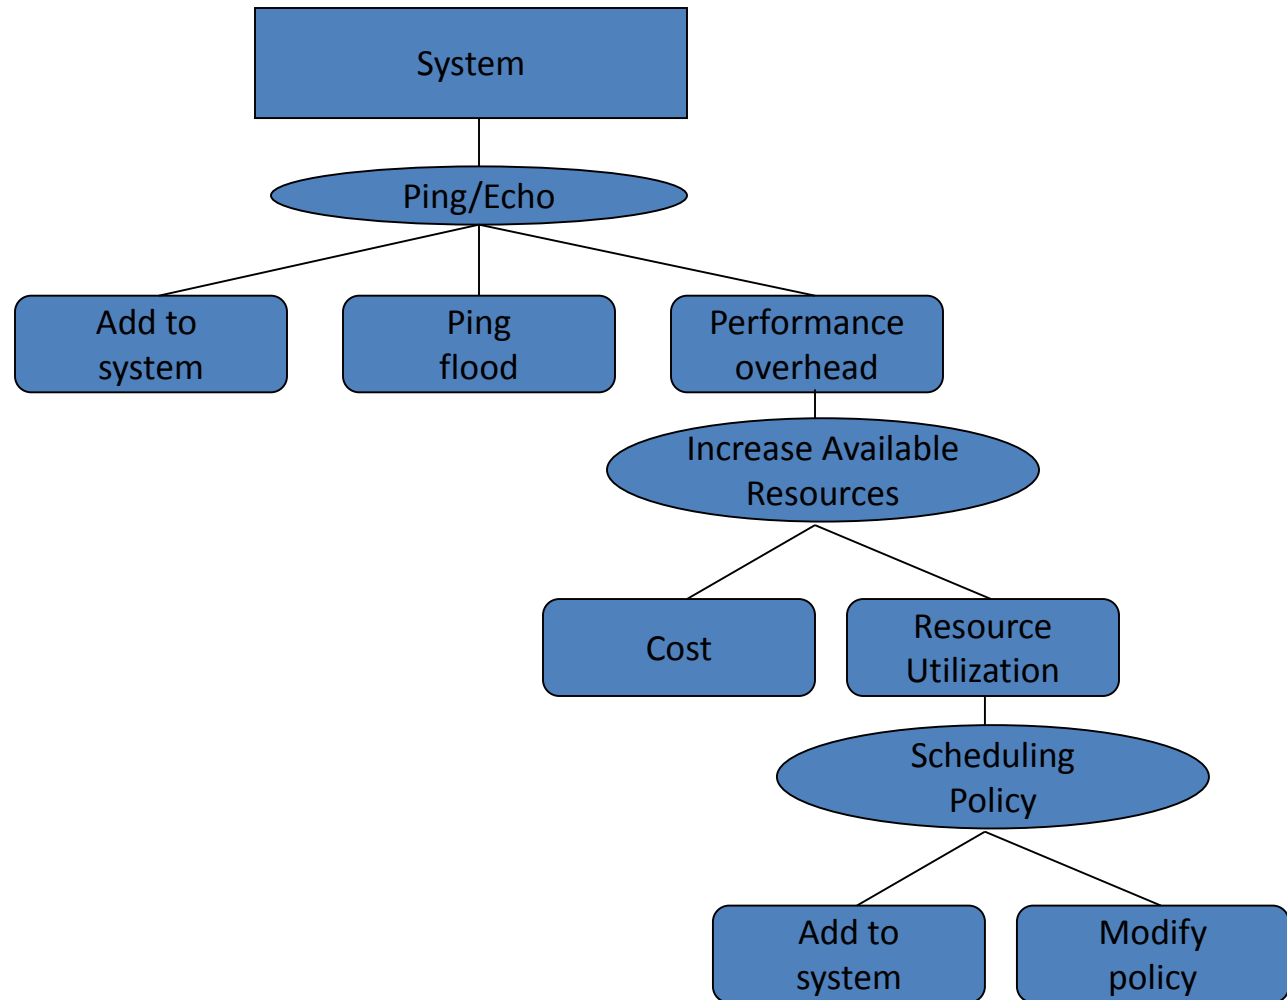 System
Ping/Echo
Add to
system
Ping
flood
Performance
overhead
Increase Available
Resources
Cost
Resource
Utilization
Scheduling
Policy
Add to
system
Modify
policy